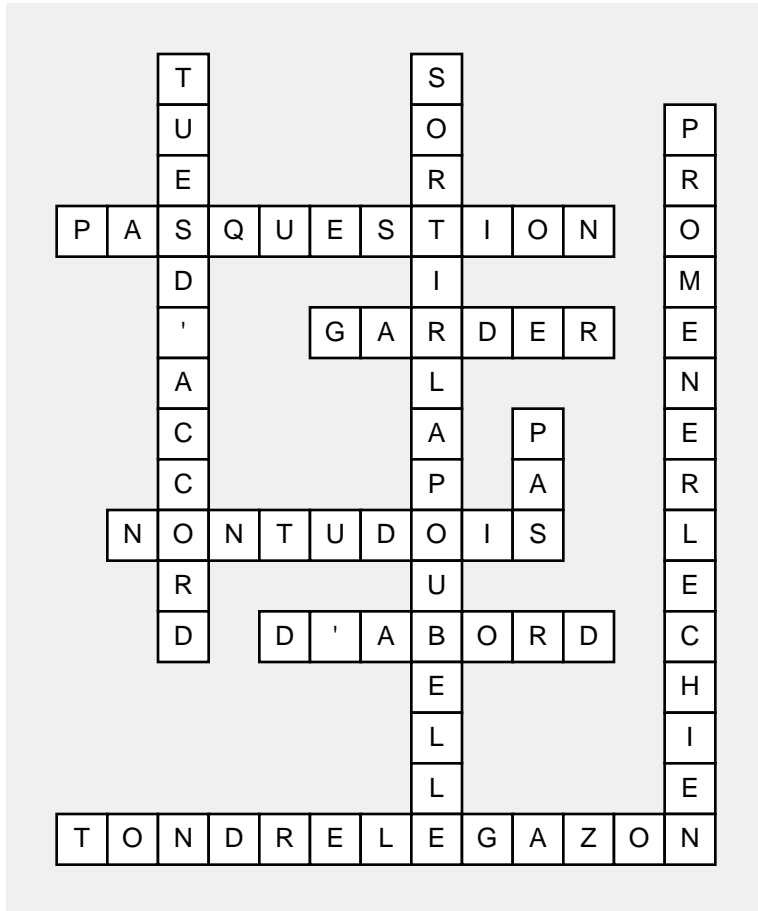 TUESD'ACCORD
SORTIRLAPOUBELLE
PROMENERLECHIEN
PASQUESTION
GARDER
PAS
NONTUDOIS
D'ABORD
TONDRELEGAZON